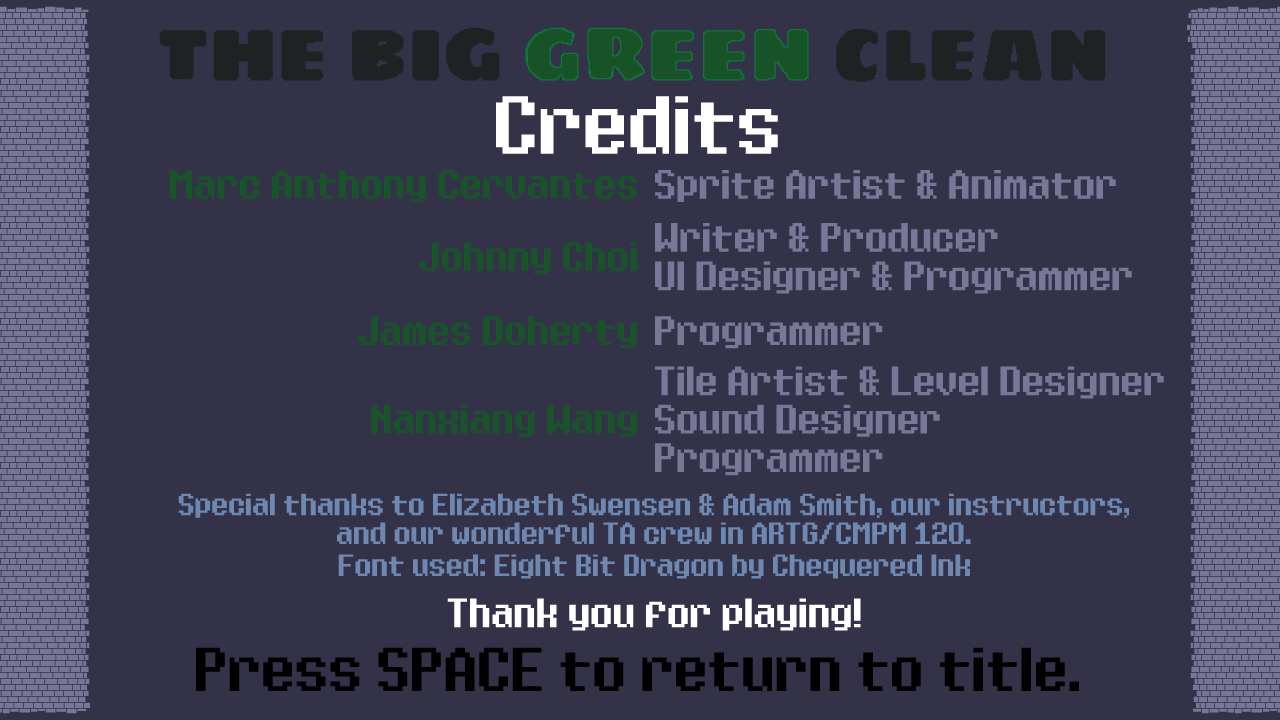 THE BIG GREEN CLEAN
Credits
Marc Anthony Cervantes Sprite Artist & Animator
Johnny Choi Writer & Producer
UI Designer & Programmer
James Doherty Programmer
Nanxiang Wang Tile Artist & Level Designer
Sound Designer
Programmer
Special thanks to Elizabeth Swensen & Adam Smith, our instructors,
and our wonderful TA crew in ARTG/CMPM 120.
Font used: Eight Bit Dragon by Chequered Ink
Thank you for playing!
Press SPACE to return to title.